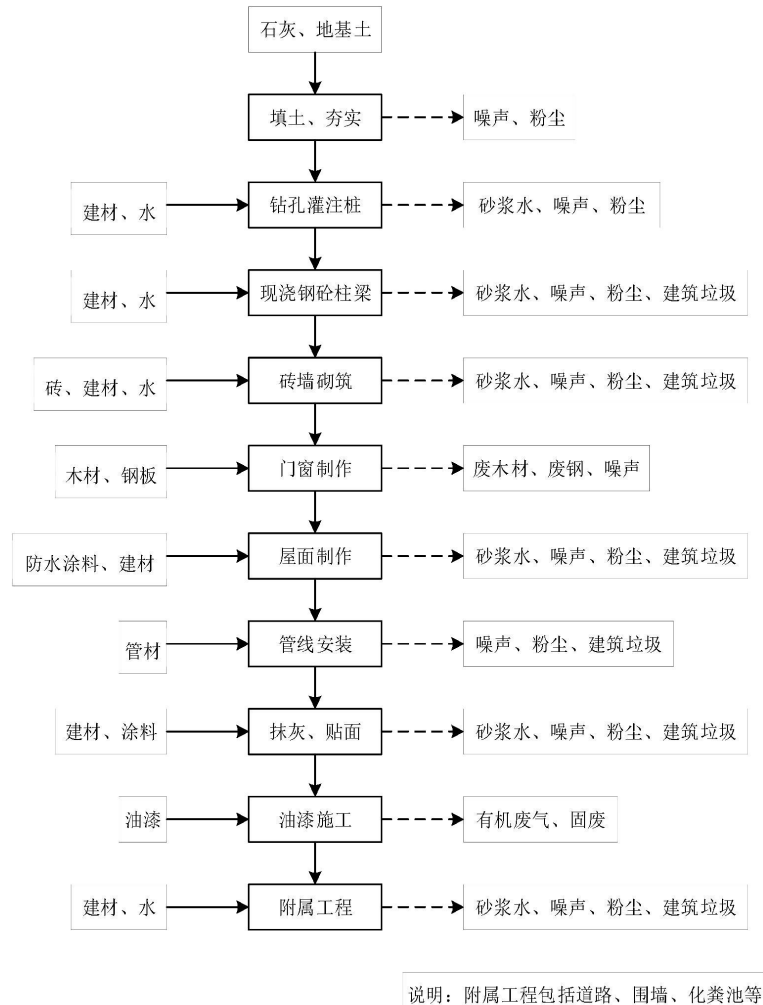 石灰、地基土
填土、夯实
噪声、粉尘
建材、水
钻孔灌注桩
砂浆水、噪声、粉尘
建材、水
现浇钢砼柱梁
砂浆水、噪声、粉尘、建筑垃圾
砖、建材、水
砖墙砌筑
砂浆水、噪声、粉尘、建筑垃圾
木材、钢板
门窗制作
废木材、废钢、噪声
防水涂料、建材
屋面制作
砂浆水、噪声、粉尘、建筑垃圾
管材
管线安装
噪声、粉尘、建筑垃圾
建材、涂料
抹灰、贴面
砂浆水、噪声、粉尘、建筑垃圾
油漆
油漆施工
有机废气、固废
建材、水
附属工程
砂浆水、噪声、粉尘、建筑垃圾
说明：附属工程包括道路、围墙、化粪池等